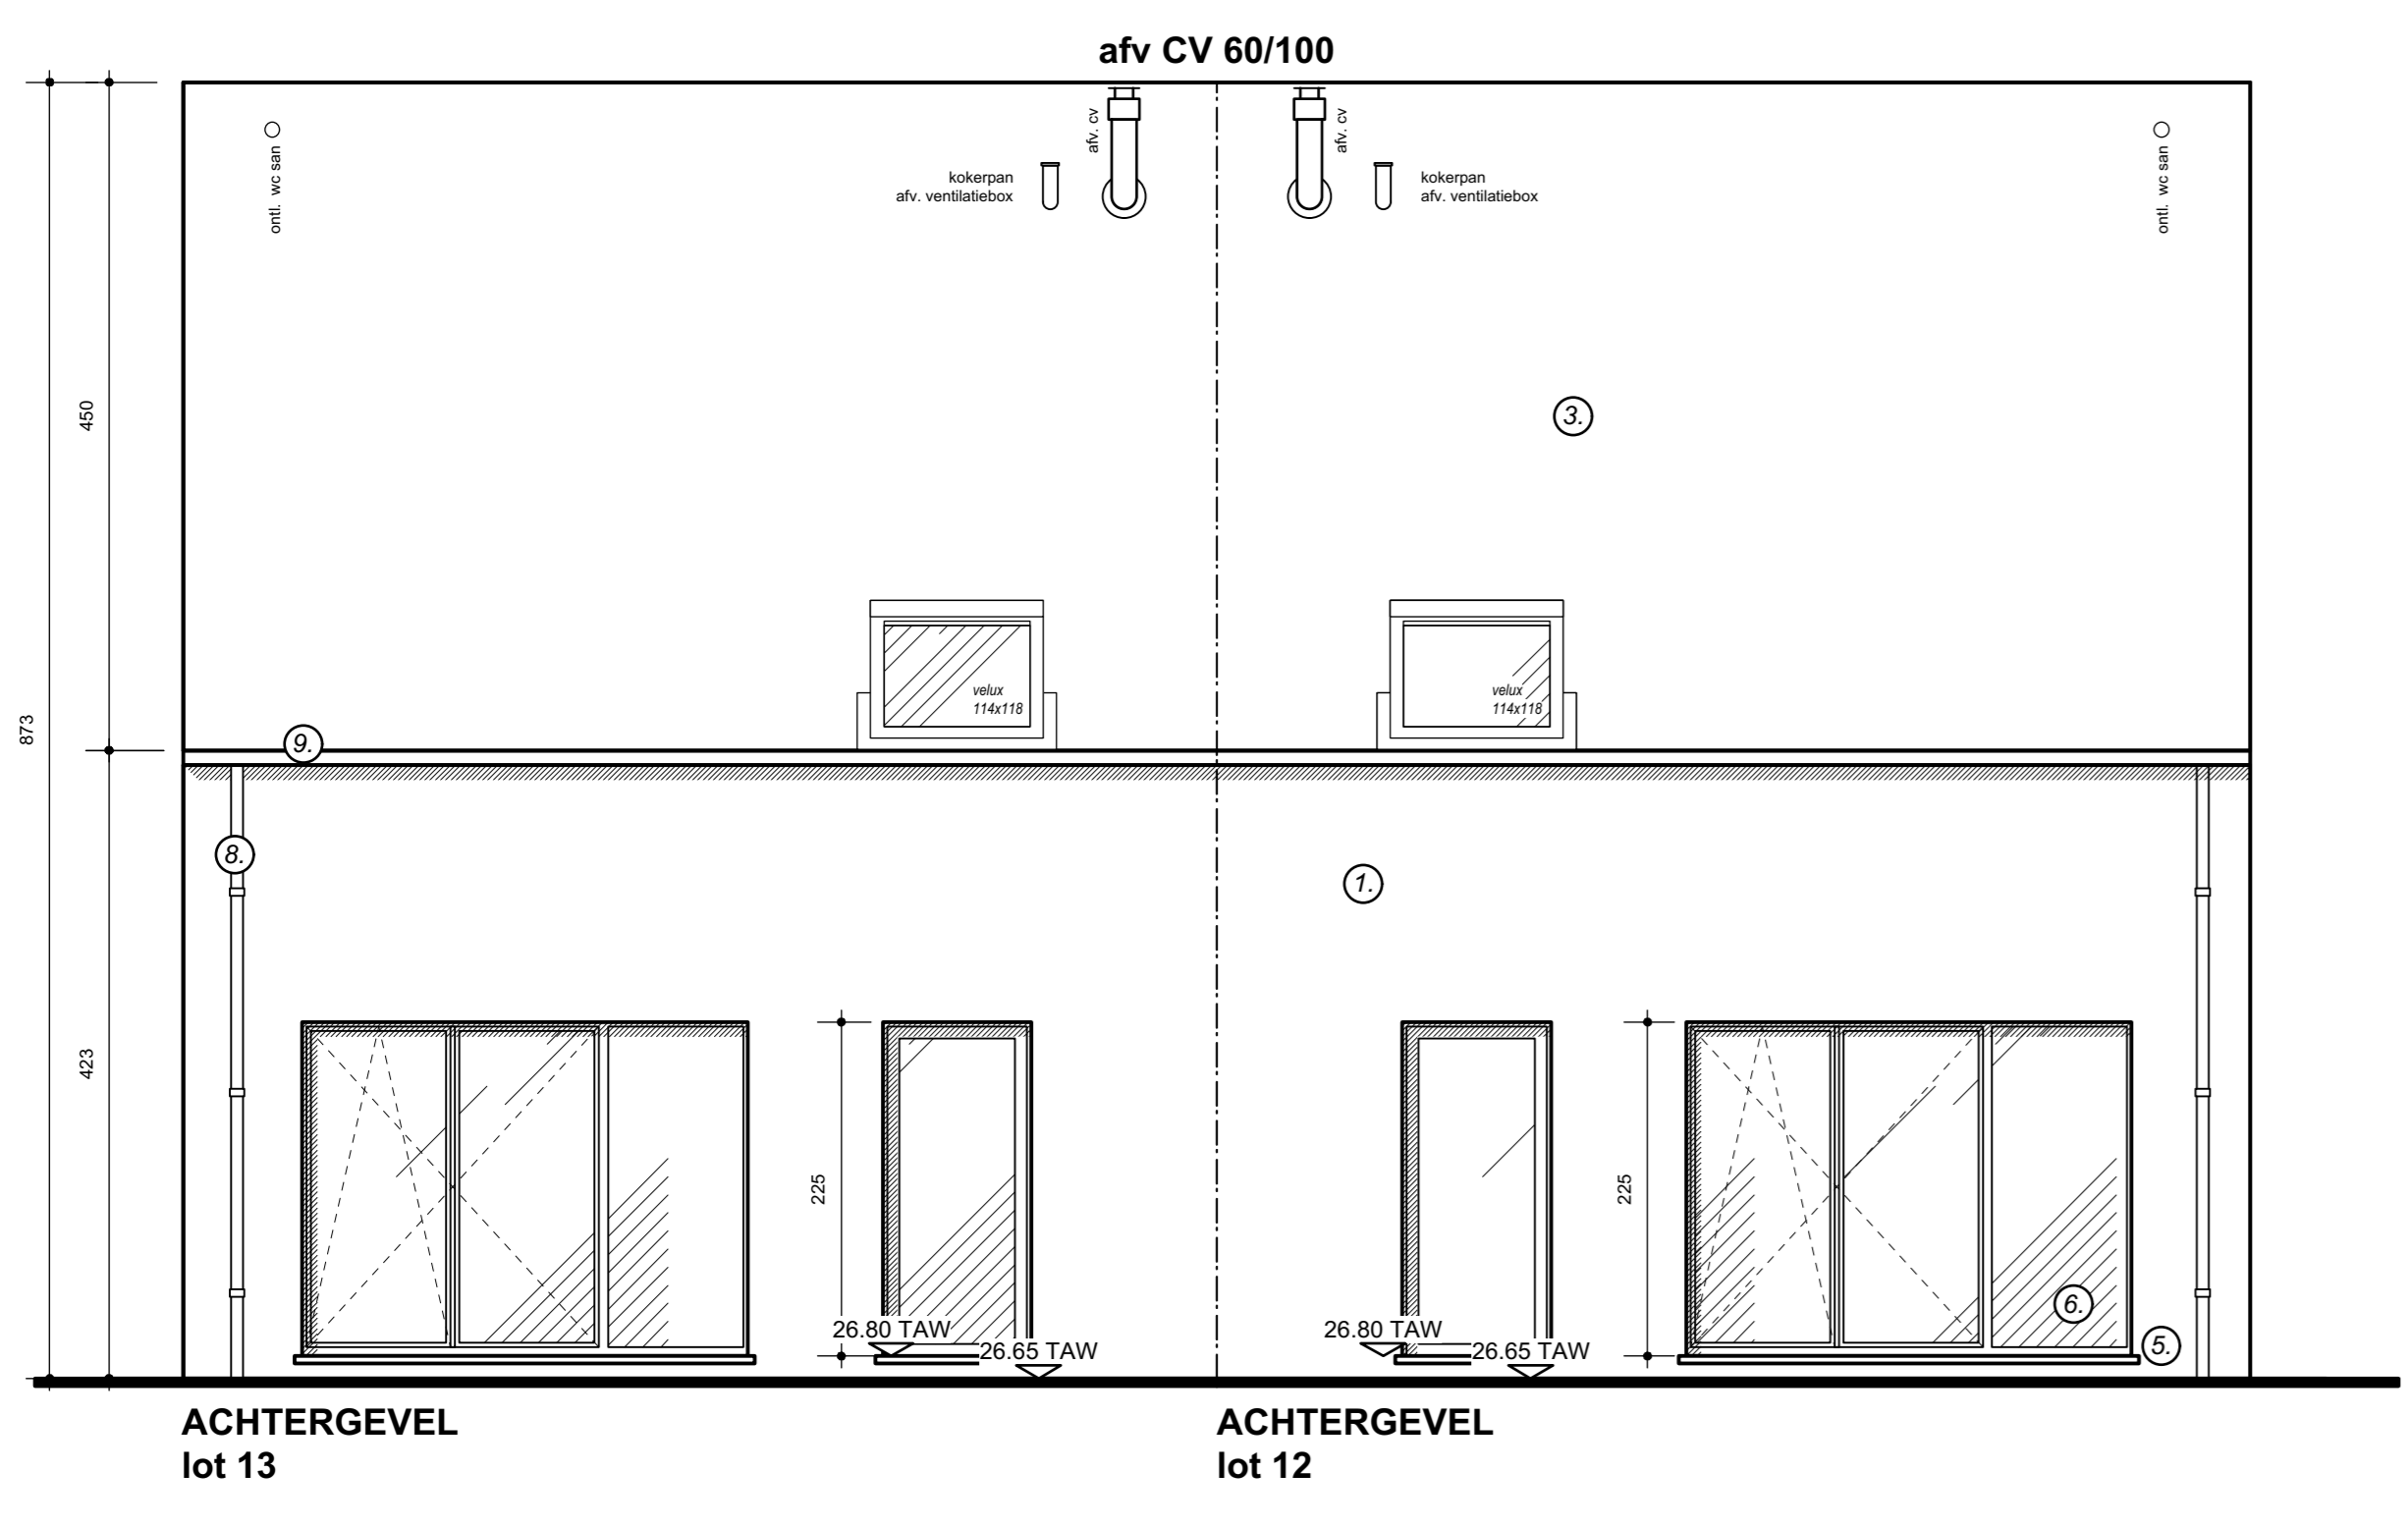 afv CV 60/100
afv. cv
afv. cv
ontl. wc san
ontl. wc san
kokerpan
afv. ventilatiebox
kokerpan
afv. ventilatiebox
450
3.
velux
114x118
velux
114x118
873
9.
8.
1.
423
225
225
6.
26.80 TAW
26.65 TAW
26.80 TAW
26.65 TAW
5.
ACHTERGEVEL
lot 13
ACHTERGEVEL
lot 12